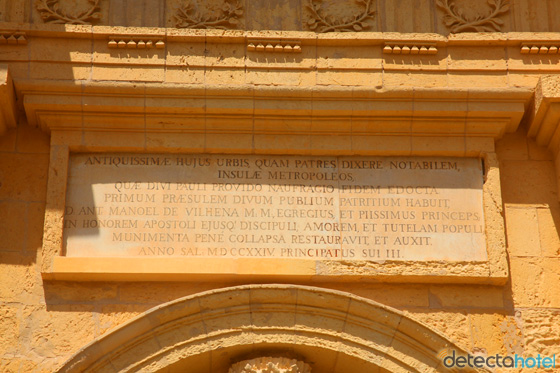 ANTIQUISSIMÆ HUJUS URBIS, QUAM PATRES DIXERE NOTABILEM,
INSULÆ METROPOLEOS.
QUÆ DIVI PAULI PROVIDO NAUFRAGIO FIDEM EDOCTA
PRIMUM PRÆSULEM DIVUM PUBLIUM PATRITIUM HABUIT.
D ANT MANOEL DE VILHENA M.M. EGREGIUS, ET PIISSIMUS PRINCEPS
IN HONOREM APOSTOLI EJUSQ' DISCIPULI, AMOREM, ET TUTELAM POPULI
MUNIMENTA PENÈ COLLAPSA RESTAURAVIT, ET AUXIT.
ANNO SAL. MDCCXXIV PRINCIPATUS SUI III.
detectahotel